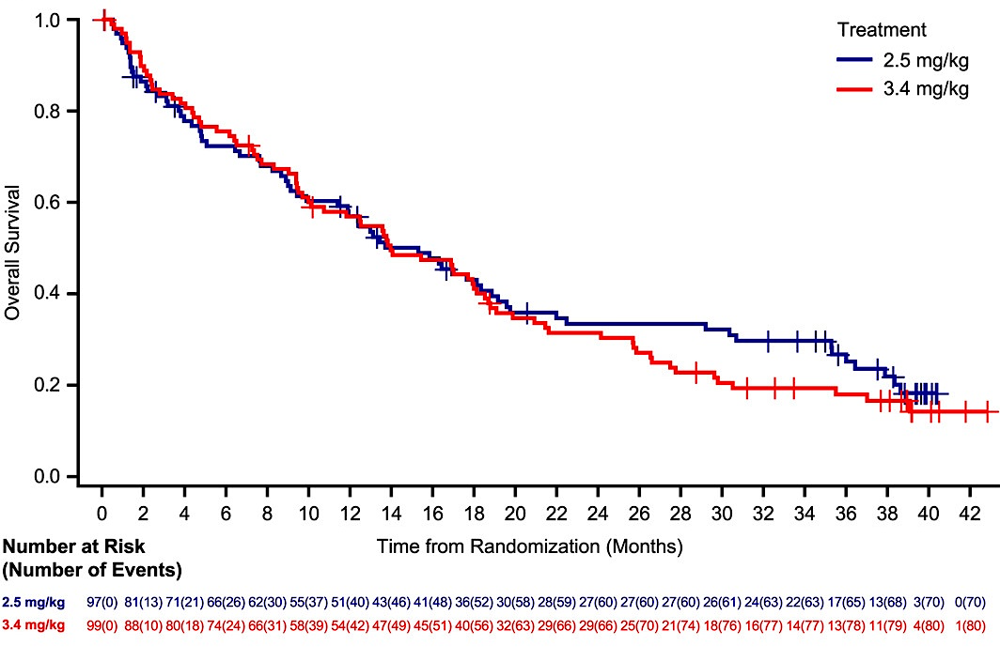 Treatment
2.5 mg/kg
3.4 mg/kg
Overall Survival
1.0
0.8
0.6
0.4
0.2
0.0
0 2 4 6 8 10 12 14 16 18 20 22 24 26 28 30 32 34 36 38 40 42
Time from Randomization (Months)
Number at Risk
(Number of Events)
2.5 mg/kg 97(0) 81(13) 71(21) 66(26) 62(30) 55(37) 51(40) 43(46) 41(48) 36(52) 30(58) 28(59) 27(60) 27(60) 27(60) 26(61) 24(63) 22(63) 17(65) 13(68) 3(70) 0(70)
3.4 mg/kg 99(0) 88(10) 80(18) 74(24) 66(31) 58(39) 54(42) 47(49) 45(51) 40(56) 32(63) 29(66) 29(66) 25(70) 21(74) 18(76) 16(77) 14(77) 13(78) 11(79) 4(80) 1(80)